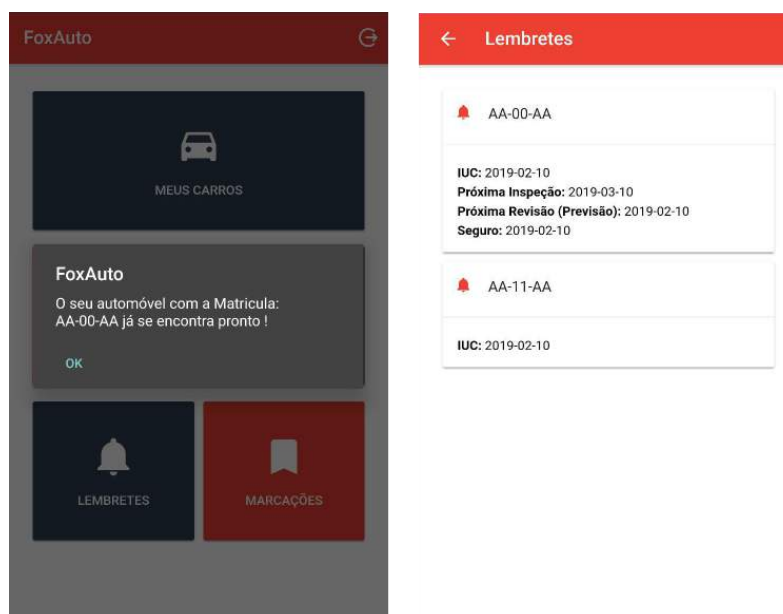 FoxAuto
MEUS CARROS
FoxAuto
O seu automóvel com a Matricula:
AA-00-AA já se encontra pronto !
OK
LEMBRETES
MARCAÇÕES
Lembretes
AA-00-AA
IUC: 2019-02-10
Próxima Inspeção: 2019-03-10
Próxima Revisão (Previsão): 2019-02-10
Seguro: 2019-02-10
AA-11-AA
IUC: 2019-02-10